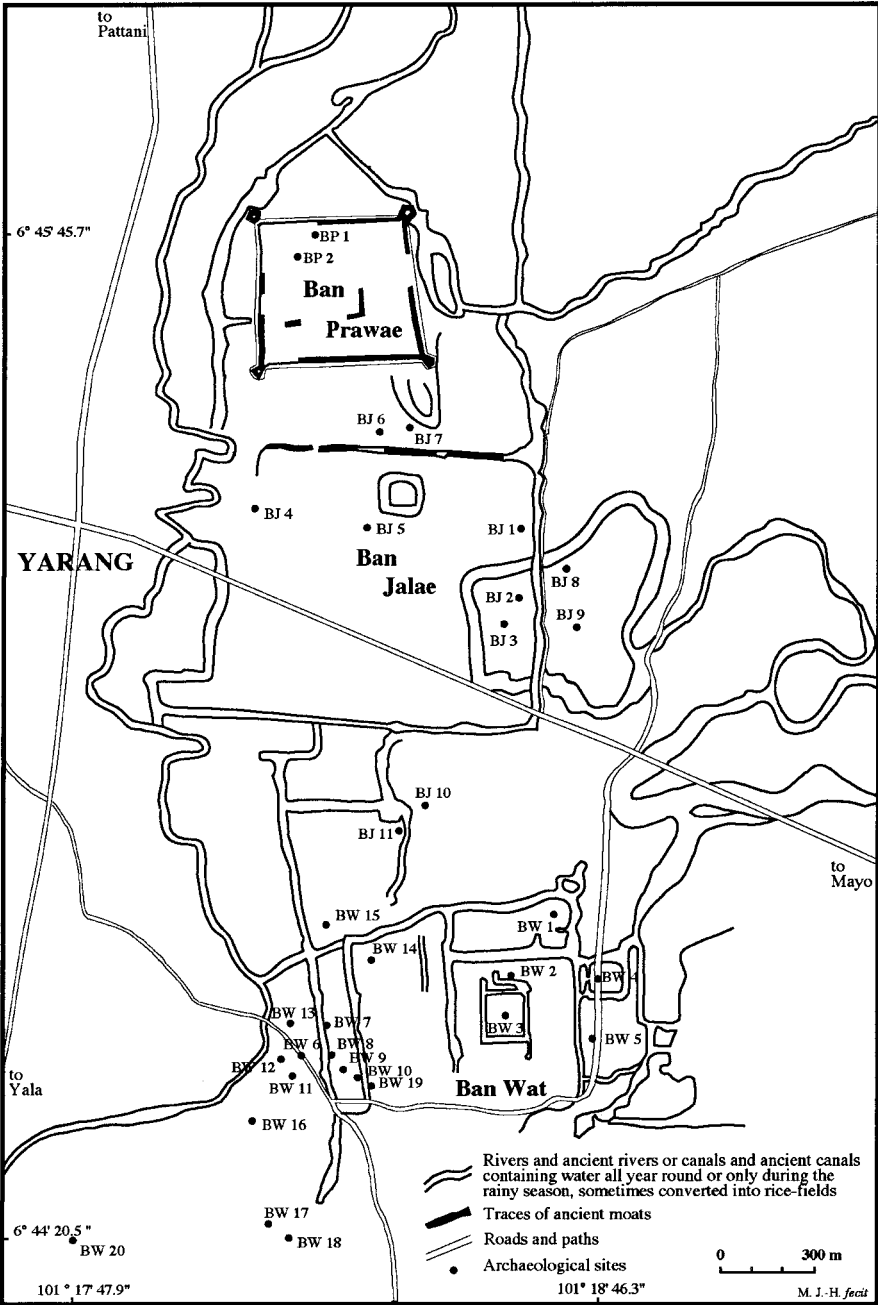 to
Pattani
6° 45' 45.7"
BP 1
BP 2
Ban
Prawae
BJ 6
BJ 7
BJ 4
BJ 5
BJ 1
YARANG
Ban
Jalae
BJ 8
BJ 2
BJ 9
BJ 3
BJ 10
BJ 11
to
Mayo
BW 15
BW 1
BW 14
BW 2
BW 4
BW 3
BW 13
BW 7
BW 5
BW 6
BW 8
BW 12
BW 9
BW 10
BW 11
BW 19
to
Yala
Ban Wat
BW 16
Rivers and ancient rivers or canals and ancient canals
containing water all year round or only during the
rainy season, sometimes converted into rice-fields
Traces of ancient moats
BW 17
6° 44' 20.5 "
BW 18
Roads and paths
BW 20
Archaeological sites
0 300 m
101 ° 17' 47.9"
101° 18' 46.3"
M. J.-H. fecit